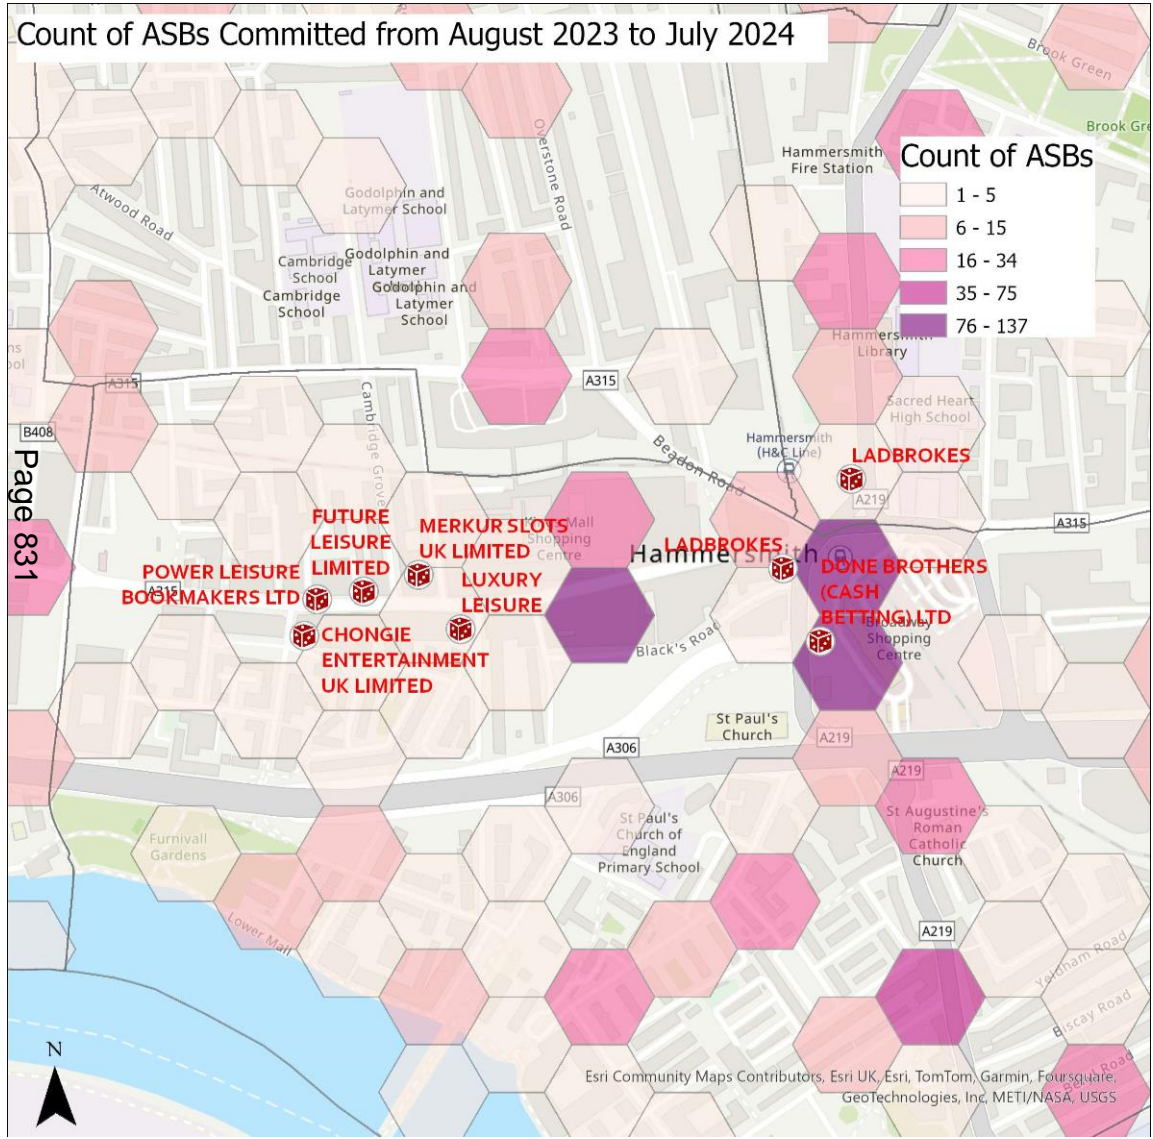 Count of ASBs Committed from August 2023 to July 2024
Brook Green
Brook Gre
Overstone Road
Hammersmith
Fire Station
Count of ASBs
1 - 5
6 - 15
16 - 34
35 - 75
76 - 137
Atwood Road
Godolphin and
Latymer School
Cambridge
School
Cambridge
School
Godolphin and
Latymer
Godolphin and
Latymer
School
Hammersmith
Library
A315
A315
Sacred Heart
High School
B408
Cambridge Grove
Beadon Road
Hammersmith
(H&C Line)
LADBROKES
A219
A315
Page 831
FUTURE
LEISURE
LIMITED
MERKUR SLOTS
UK LIMITED
Kings Mall
Shopping
Centre
LADBROKES
Hammersmith
POWER LEISURE
BOOKMAKERS LTD
A315
LUXURY
LEISURE
DONE BROTHERS
(CASH
BETTING) LTD
Broadway
Shopping
Centre
CHONGIE
ENTERTAINMENT
UK LIMITED
Black's Road
St Paul's
Church
A306
A219
A219
A306
Furnivall
Gardens
St Paul's
Church of
England
Primary School
St Augustine's
Roman
Catholic
Church
Lower Mall
A219
Yeldham Road
Biscay Road
N
Esri Community Maps Contributors, Esri UK, Esri, TomTom, Garmin, Foursquare,
GeoTechnologies, Inc, METI/NASA, USGS